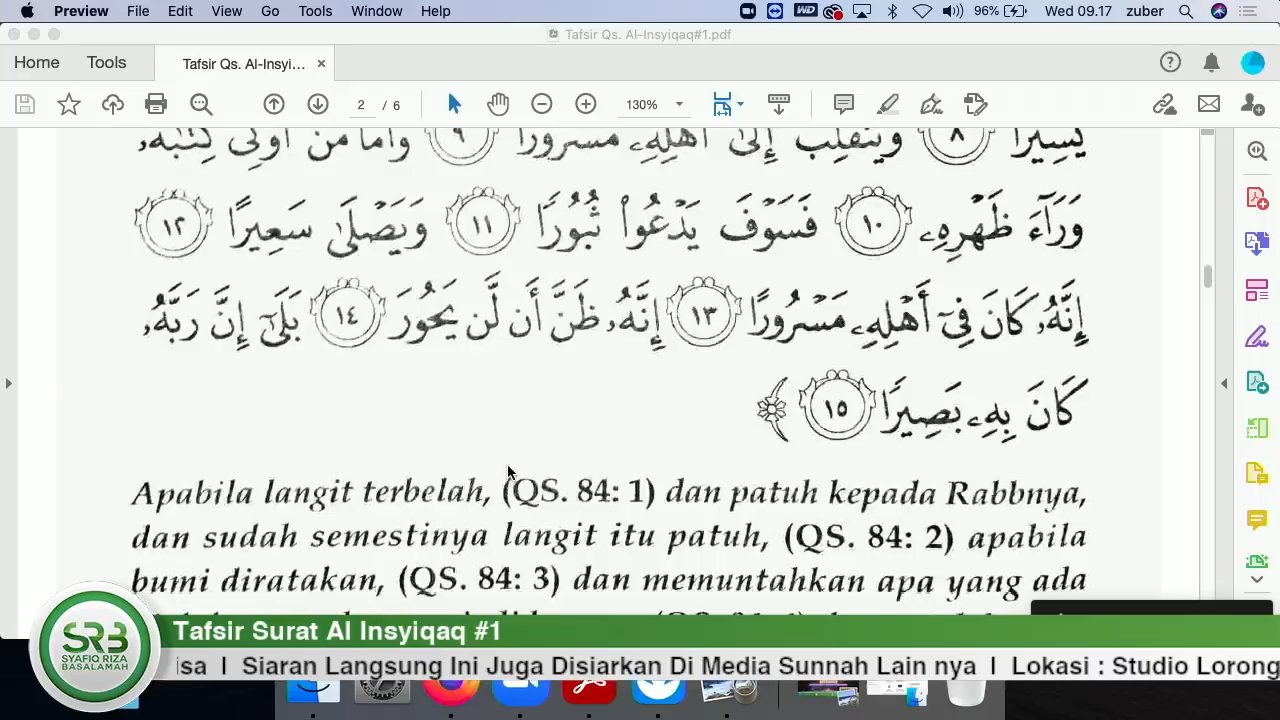 Preview File Edit View Go Tools Window Help 96% Wed 09.17 zuber
Tafsir Qs. Al-Insyiqaq#1.pdf
Home Tools Tafsir Qs. Al-Insyi... ×
2 / 6 130%
يَسِيرًا ٨ وَيَنقَلِبُ إِلَىٰٓ أَهْلِهِۦ مَسْرُورًا ٩ وَأَمَّا مَنْ أُوتِىَ كِتَٰبَهُۥ
وَرَآءَ ظَهْرِهِۦ ١٠ فَسَوْفَ يَدْعُوا۟ ثُبُورًا ١١ وَيَصْلَىٰ سَعِيرًا ١٢
إِنَّهُۥ كَانَ فِىٓ أَهْلِهِۦ مَسْرُورًا ١٣ إِنَّهُۥ ظَنَّ أَن لَّن يَحُورَ ١٤ بَلَىٰٓ إِنَّ رَبَّهُۥ
كَانَ بِهِۦ بَصِيرًا ١٥ ﴾
Apabila langit terbelah, (QS. 84: 1) dan patuh kepada Rabbnya,
dan sudah semestinya langit itu patuh, (QS. 84: 2) apabila
bumi diratakan, (QS. 84: 3) dan memuntahkan apa yang ada
Tafsir Surat Al Insyiqaq #1
SRB
SYAFIQ RIZA
BASALAMAH
isa I Siaran Langsung Ini Juga Disiarkan Di Media Sunnah Lain nya I Lokasi : Studio Lorong